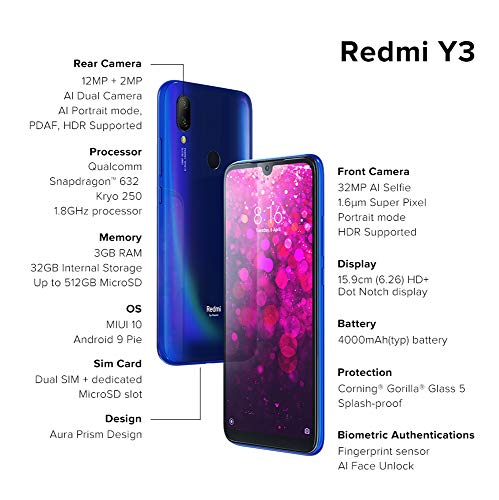 Redmi Y3
Rear Camera
12MP + 2MP
AI Dual Camera
AI Portrait mode,
PDAF, HDR Supported
Processor
Qualcomm
Snapdragon™ 632
Kryo 250
1.8GHz processor
Memory
3GB RAM
32GB Internal Storage
Up to 512GB MicroSD
OS
MIUI 10
Android 9 Pie
Sim Card
Dual SIM + dedicated
MicroSD slot
Design
Aura Prism Design
Redmi
8:16
Front Camera
32MP AI Selfie
1.6μm Super Pixel
Portrait mode
HDR Supported
Display
15.9cm (6.26) HD+
Dot Notch display
Battery
4000mAh(typ) battery
Protection
Corning® Gorilla® Glass 5
Splash-proof
Biometric Authentications
Fingerprint sensor
AI Face Unlock